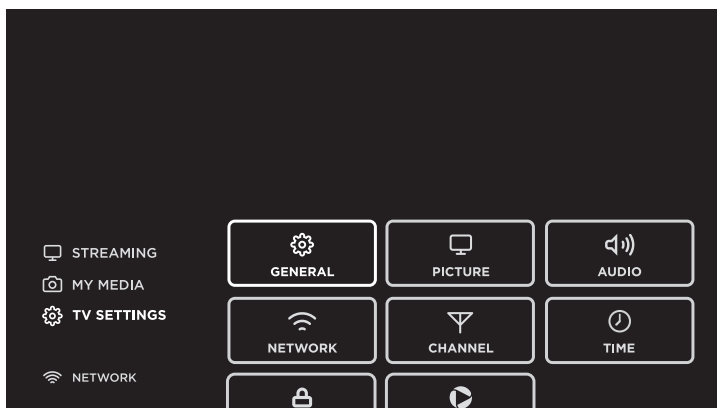 STREAMING
MY MEDIA
TV SETTINGS
NETWORK
GENERAL
PICTURE
AUDIO
NETWORK
CHANNEL
TIME